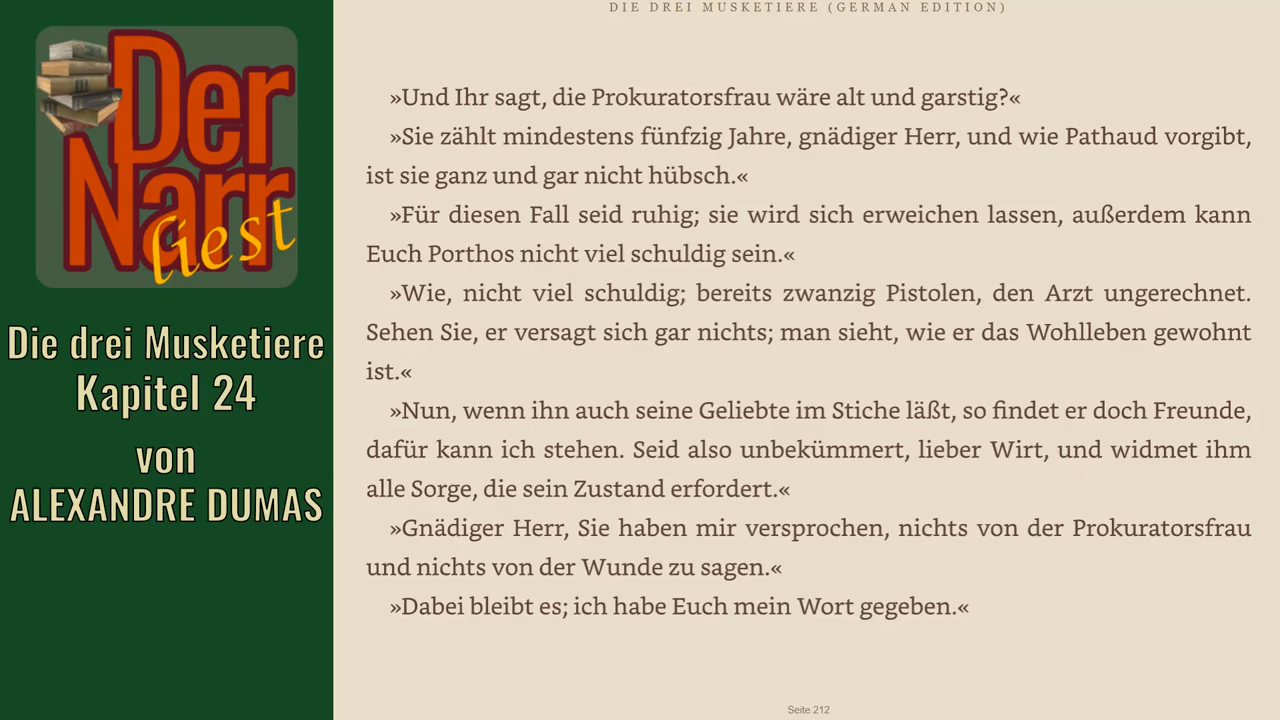 Der
Narr
liest
Die drei Musketiere
Kapitel 24
von
ALEXANDRE DUMAS
DIE DREI MUSKETIERE (GERMAN EDITION)
»Und Ihr sagt, die Prokuratorsfrau wäre alt und garstig?«
»Sie zählt mindestens fünfzig Jahre, gnädiger Herr, und wie Pathaud vorgibt,
ist sie ganz und gar nicht hübsch.«
»Für diesen Fall seid ruhig; sie wird sich erweichen lassen, außerdem kann
Euch Porthos nicht viel schuldig sein.«
»Wie, nicht viel schuldig; bereits zwanzig Pistolen, den Arzt ungerechnet.
Sehen Sie, er versagt sich gar nichts; man sieht, wie er das Wohlleben gewohnt
ist.«
»Nun, wenn ihn auch seine Geliebte im Stiche läßt, so findet er doch Freunde,
dafür kann ich stehen. Seid also unbekümmert, lieber Wirt, und widmet ihm
alle Sorge, die sein Zustand erfordert.«
»Gnädiger Herr, Sie haben mir versprochen, nichts von der Prokuratorsfrau
und nichts von der Wunde zu sagen.«
»Dabei bleibt es; ich habe Euch mein Wort gegeben.«
Seite 212